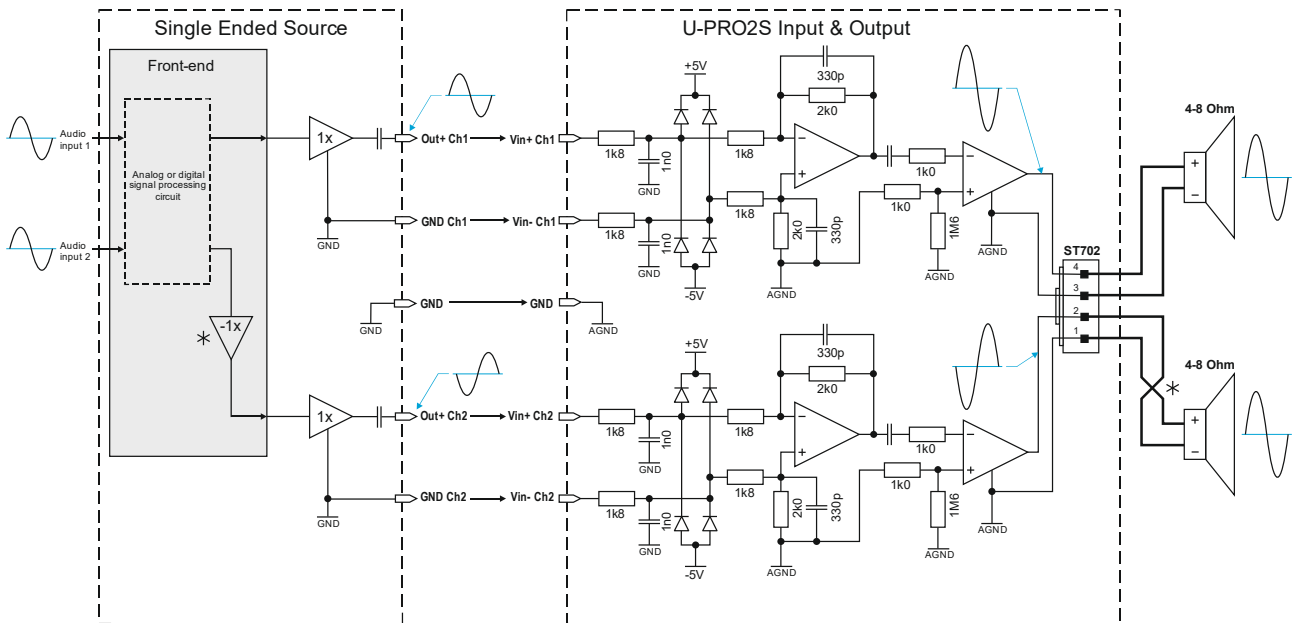 Single Ended Source
Front-end
Audio
input 1
Audio
input 2
Analog or digital
signal processing
circuit
1x
Out+ Ch1
GND
GND Ch1
-1x
*
GND
GND
1x
Out+ Ch2
GND
GND Ch2
U-PRO2S Input & Output
Vin+ Ch1
1k8
1n0
GND
Vin- Ch1
1k8
1n0
GND
+5V
-5V
1k8
1k8
330p
2k0
−
+
2k0
330p
AGND
1k0
1k0
−
+
1M6
AGND
AGND
GND
AGND
Vin+ Ch2
1k8
1n0
GND
Vin- Ch2
1k8
1n0
GND
+5V
-5V
1k8
1k8
330p
2k0
−
+
2k0
330p
AGND
1k0
1k0
−
+
1M6
AGND
AGND
ST702
4
3
2
1
4-8 Ohm
+
−
4-8 Ohm
*
+
−